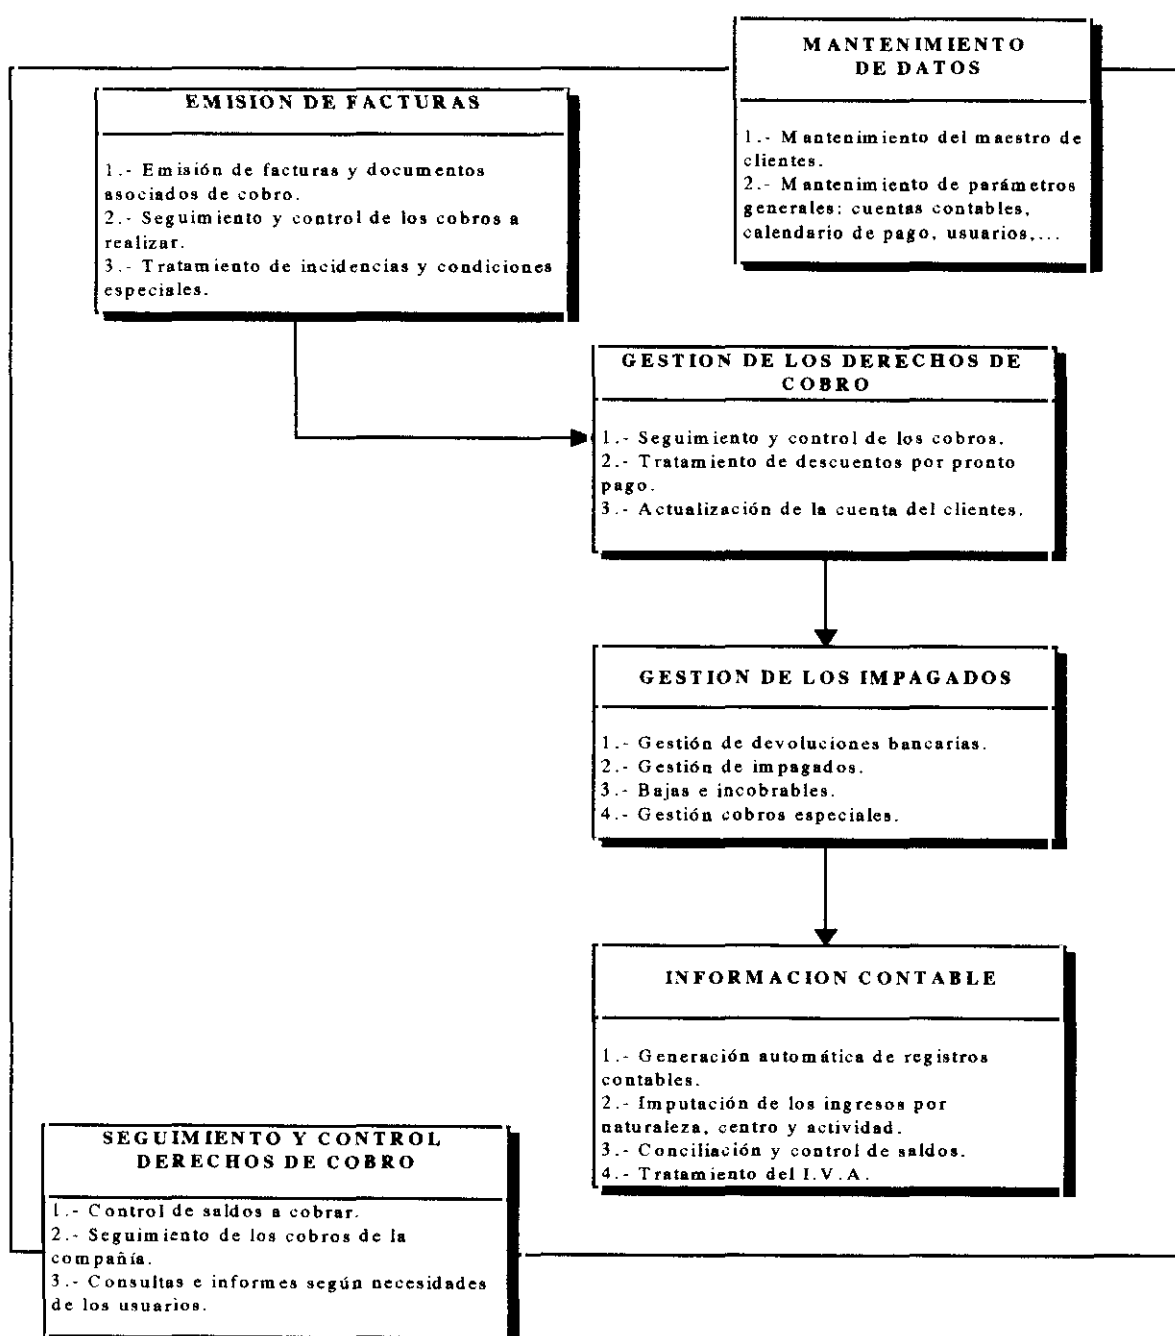 MANTENIMIENTO
DE DATOS
1.- Mantenimiento del maestro de
clientes.
2.- Mantenimiento de parámetros
generales: cuentas contables,
calendario de pago, usuarios,...
EMISION DE FACTURAS
1.- Emisión de facturas y documentos
asociados de cobro.
2.- Seguimiento y control de los cobros a
realizar.
3.- Tratamiento de incidencias y condiciones
especiales.
GESTION DE LOS DERECHOS DE
COBRO
1.- Seguimiento y control de los cobros.
2.- Tratamiento de descuentos por pronto
pago.
3.- Actualización de la cuenta del clientes.
GESTION DE LOS IMPAGADOS
1.- Gestión de devoluciones bancarias.
2.- Gestión de impagados.
3.- Bajas e incobrables.
4.- Gestión cobros especiales.
INFORMACION CONTABLE
1.- Generación automática de registros
contables.
2.- Imputación de los ingresos por
naturaleza, centro y actividad.
3.- Conciliación y control de saldos.
4.- Tratamiento del I.V.A.
SEGUIMIENTO Y CONTROL
DERECHOS DE COBRO
1.- Control de saldos a cobrar.
2.- Seguimiento de los cobros de la
compañía.
3.- Consultas e informes según necesidades
de los usuarios.